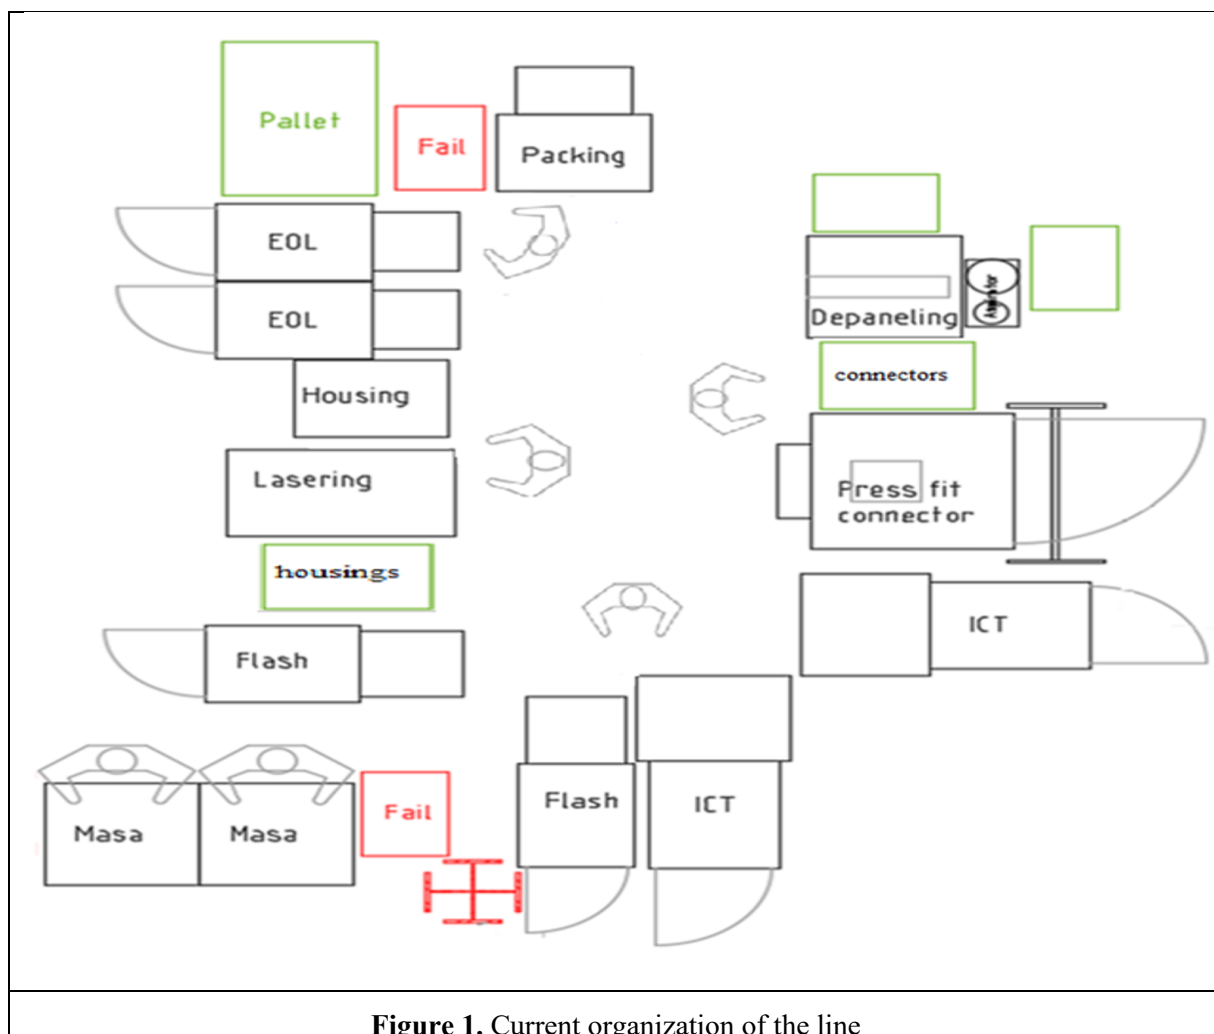 Pallet
Fail
Packing
EOL
EOL
Housing
Lasering
housings
Flash
Masa
Masa
Fail
Flash
ICT
Depaneling
connectors
Press fit
connector
ICT
Figure 1. Current organization of the line